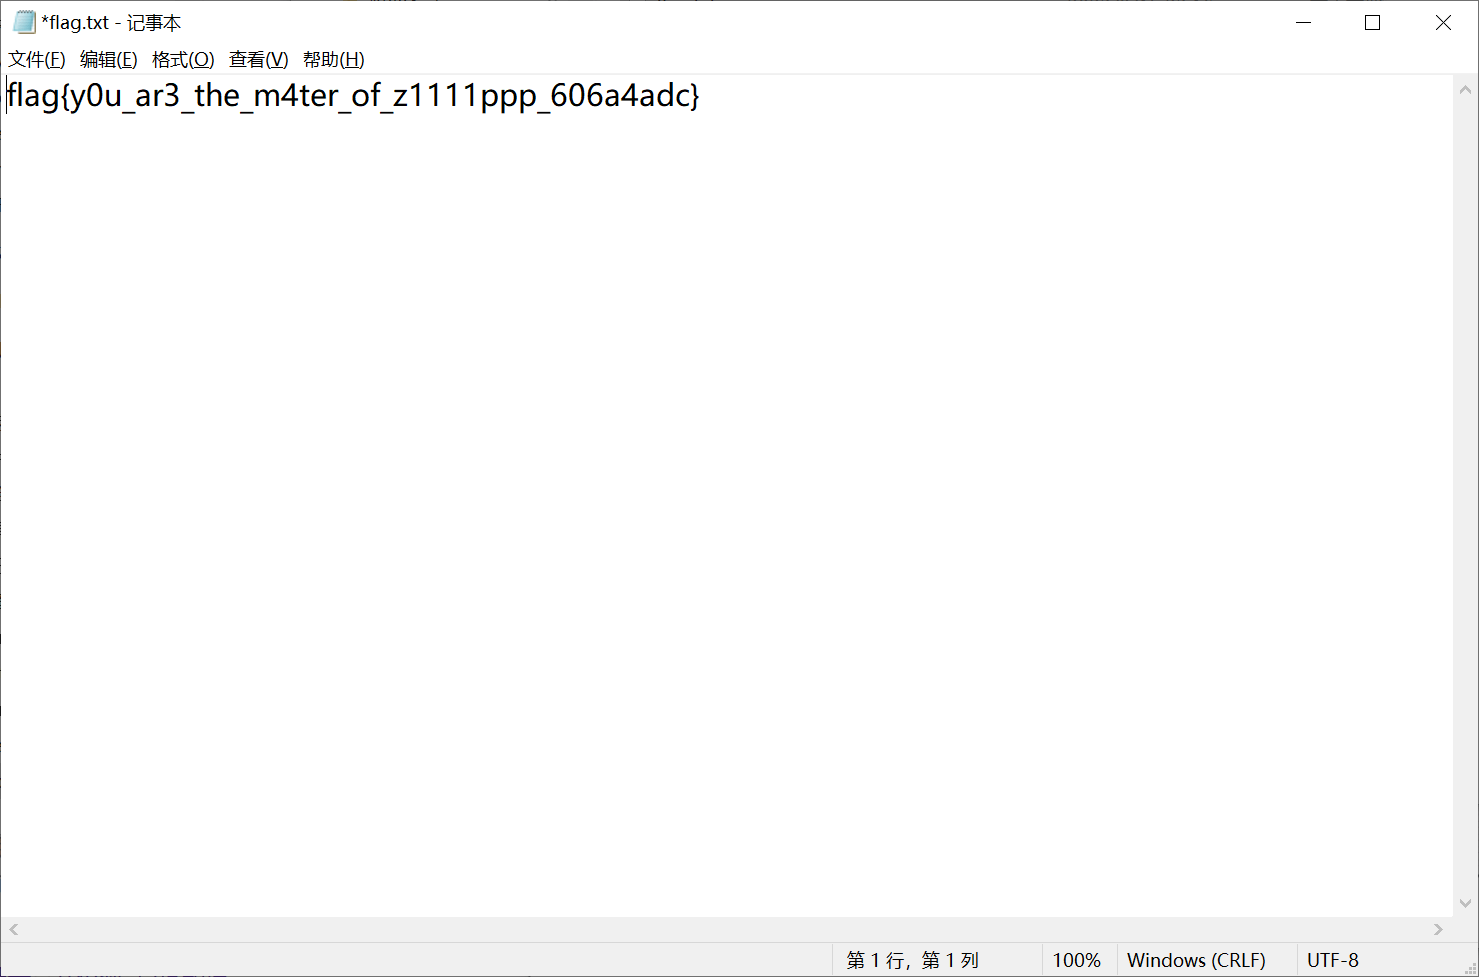 *flag.txt - 记事本
文件(F) 编辑(E) 格式(O) 查看(V) 帮助(H)
flag{y0u_ar3_the_m4ter_of_z1111ppp_606a4adc}
第 1 行，第 1 列 100% Windows (CRLF) UTF-8